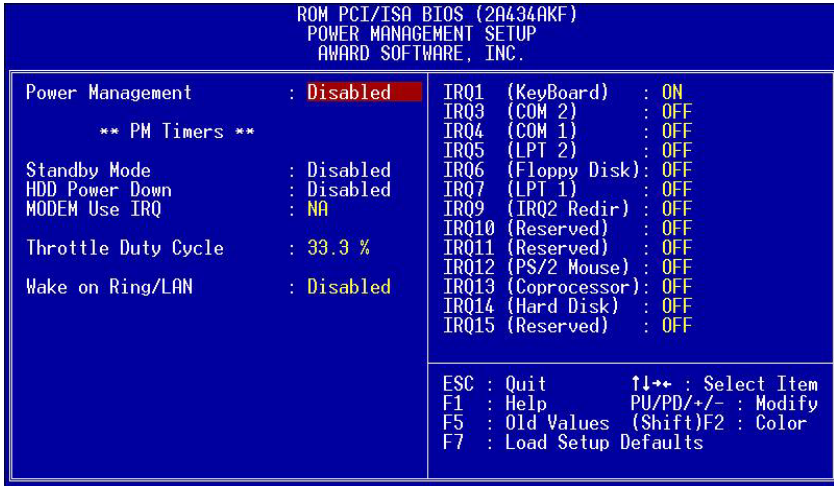 ROM PCI/ISA BIOS (2A434AKF)
POWER MANAGEMENT SETUP
AWARD SOFTWARE, INC.
Power Management : Disabled
** PM Timers **
Standby Mode : Disabled
HDD Power Down : Disabled
MODEM Use IRQ : NA
Throttle Duty Cycle : 33.3 %
Wake on Ring/LAN : Disabled
IRQ1 (KeyBoard) : ON
IRQ3 (COM 2) : OFF
IRQ4 (COM 1) : OFF
IRQ5 (LPT 2) : OFF
IRQ6 (Floppy Disk): OFF
IRQ7 (LPT 1) : OFF
IRQ9 (IRQ2 Redir) : OFF
IRQ10 (Reserved) : OFF
IRQ11 (Reserved) : OFF
IRQ12 (PS/2 Mouse) : OFF
IRQ13 (Coprocessor): OFF
IRQ14 (Hard Disk) : OFF
IRQ15 (Reserved) : OFF
ESC : Quit ↑↓→← : Select Item
F1 : Help PU/PD/+/- : Modify
F5 : Old Values (Shift)F2 : Color
F7 : Load Setup Defaults